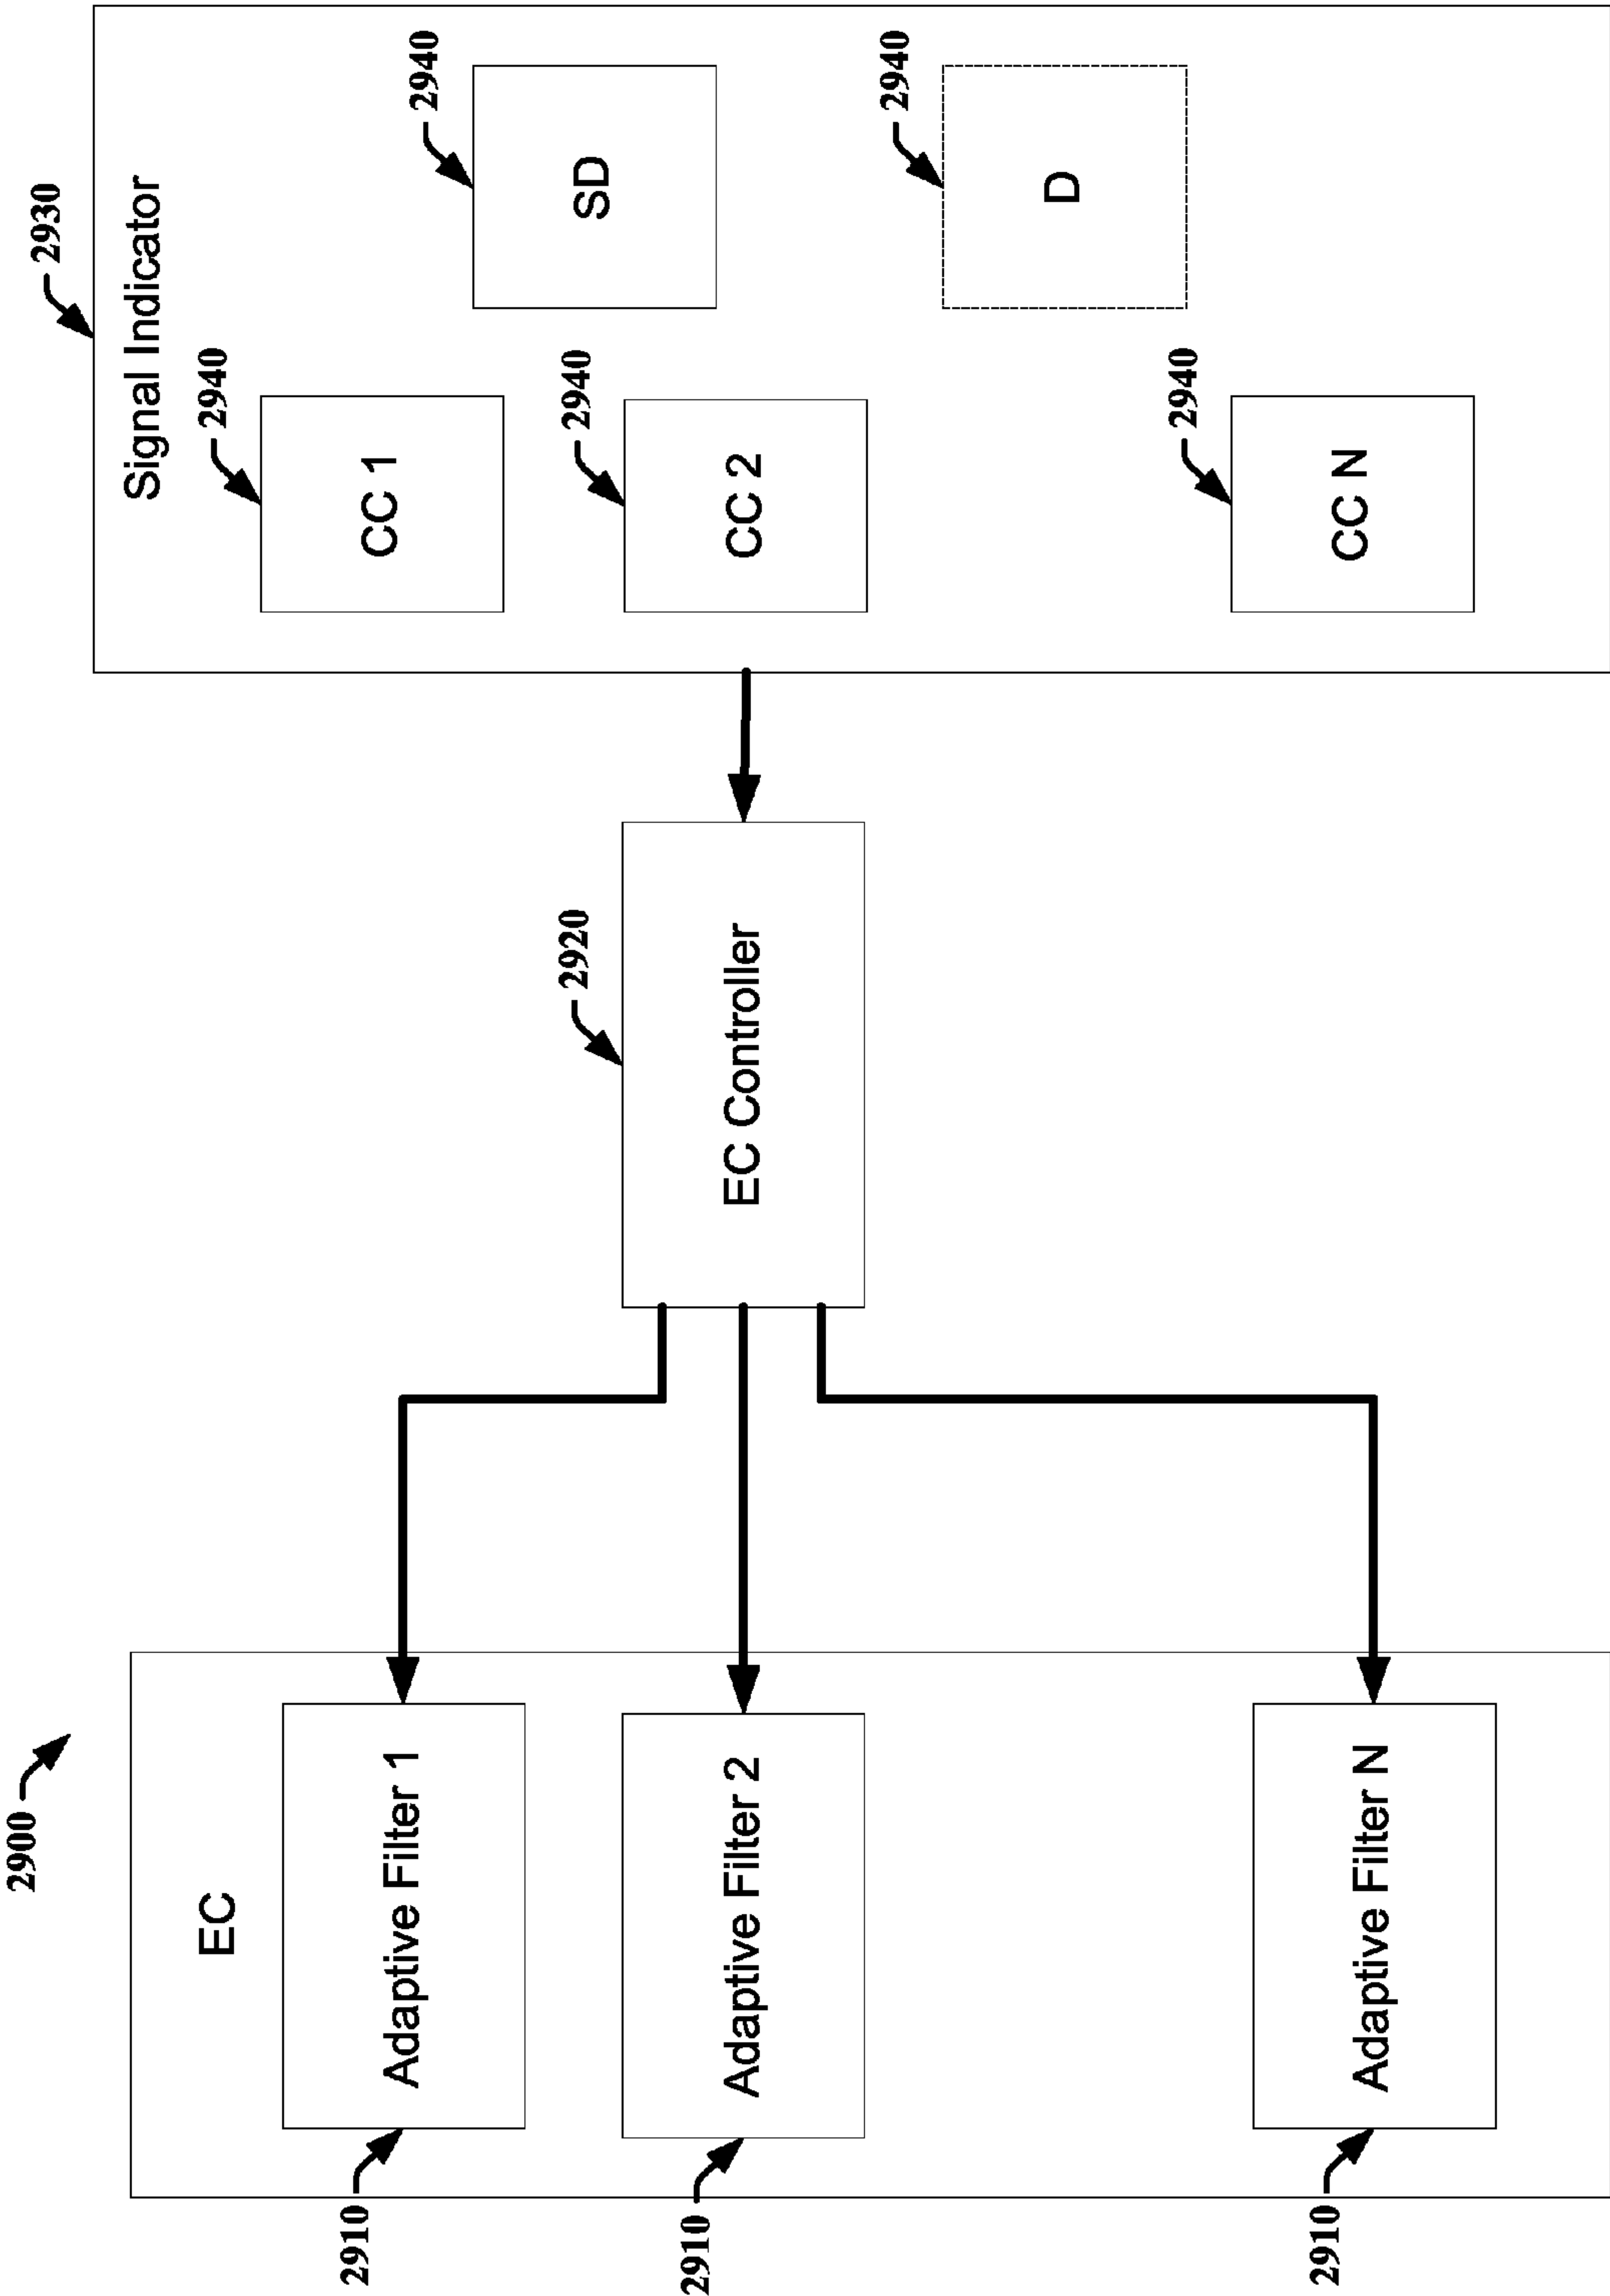 2900
EC
2910
Adaptive Filter 1
2910
Adaptive Filter 2
2910
Adaptive Filter N
2920
EC Controller
2930
Signal Indicator
2940
CC 1
2940
CC 2
2940
CC N
2940
SD
2940
D